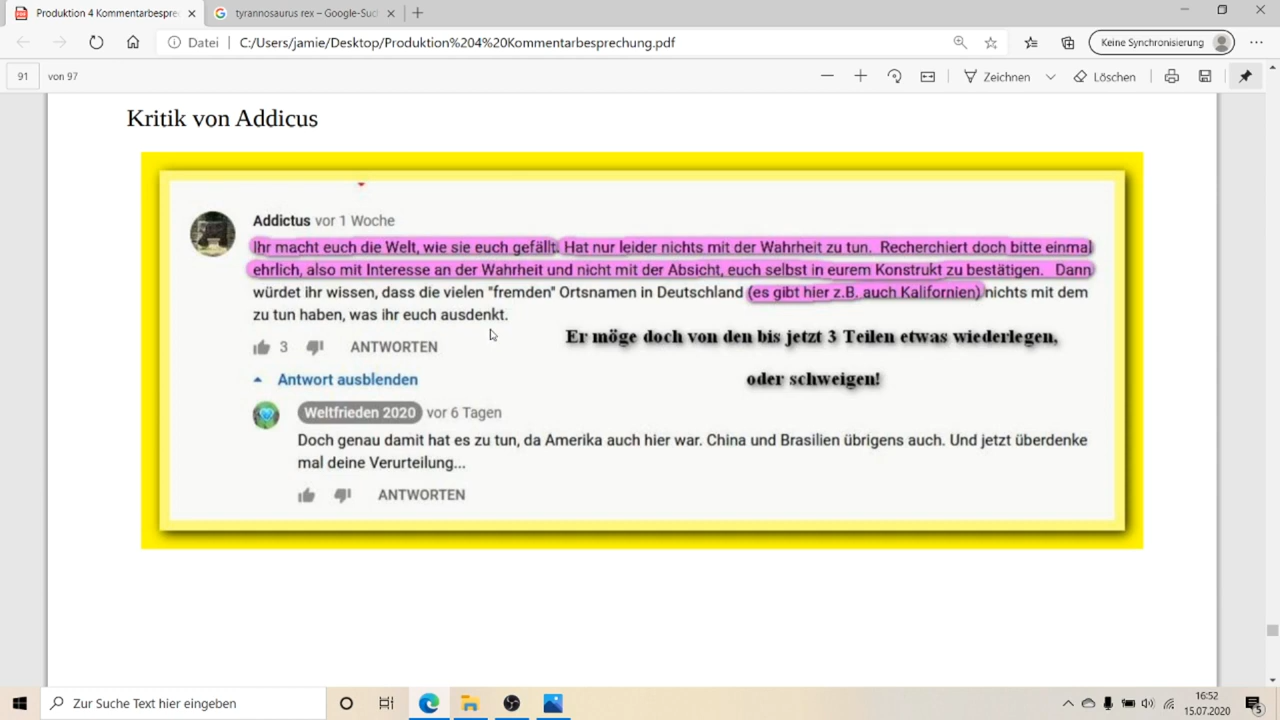 Produktion 4 Kommentarbespre
tyrannosaurus rex – Google-Suc
Datei
C:/Users/jamie/Desktop/Produktion%204%20Kommentarbesprechung.pdf
Keine Synchronisierung
91 von 97
Zeichnen
Löschen
Kritik von Addicus
Addictus vor 1 Woche
Ihr macht euch die Welt, wie sie euch gefällt. Hat nur leider nichts mit der Wahrheit zu tun. Recherchiert doch bitte einmal
ehrlich, also mit Interesse an der Wahrheit und nicht mit der Absicht, euch selbst in eurem Konstrukt zu bestätigen. Dann
würdet ihr wissen, dass die vielen "fremden" Ortsnamen in Deutschland (es gibt hier z.B. auch Kalifornien) nichts mit dem
zu tun haben, was ihr euch ausdenkt.
Er möge doch von den bis jetzt 3 Teilen etwas wiederlegen,
oder schweigen!
3 ANTWORTEN
Antwort ausblenden
Weltfrieden 2020 vor 6 Tagen
Doch genau damit hat es zu tun, da Amerika auch hier war. China und Brasilien übrigens auch. Und jetzt überdenke
mal deine Verurteilung...
ANTWORTEN
Zur Suche Text hier eingeben
16:52
15.07.2020
5